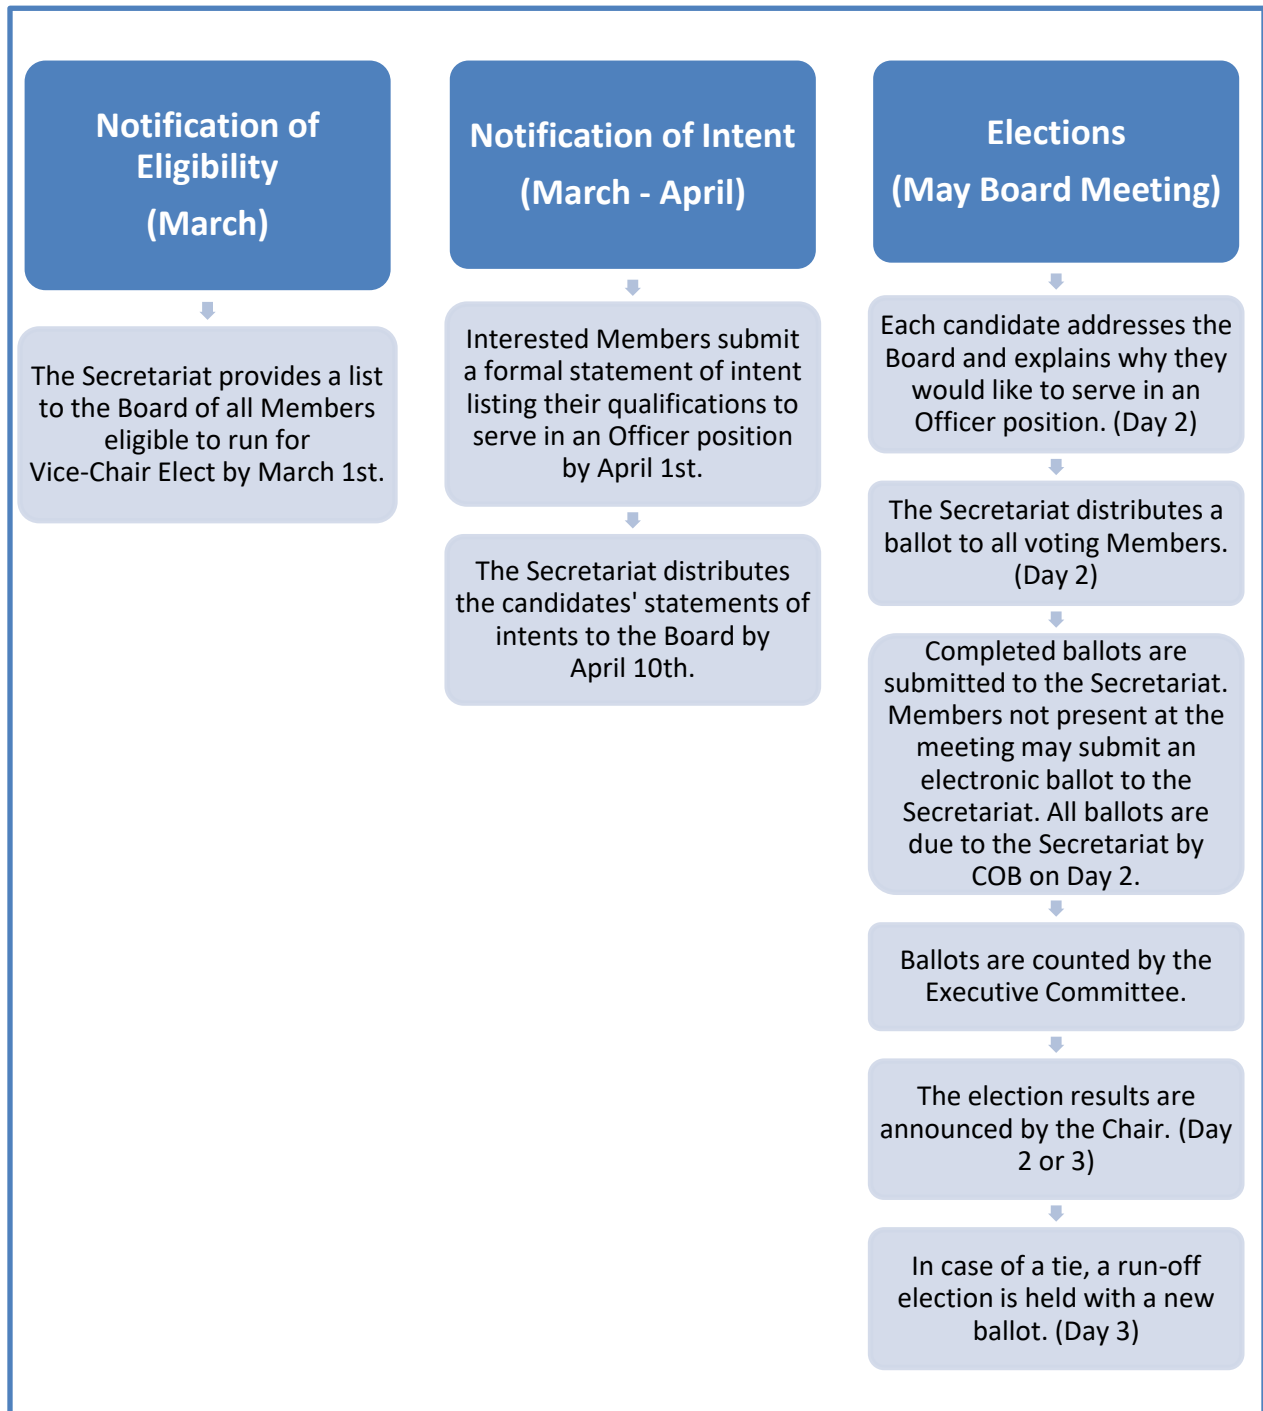 Notification of
Eligibility
(March)
The Secretariat provides a list
to the Board of all Members
eligible to run for
Vice-Chair Elect by March 1st.
Notification of Intent
(March - April)
Interested Members submit
a formal statement of intent
listing their qualifications to
serve in an Officer position
by April 1st.
The Secretariat distributes
the candidates' statements of
intents to the Board by
April 10th.
Elections
(May Board Meeting)
Each candidate addresses the
Board and explains why they
would like to serve in an
Officer position. (Day 2)
The Secretariat distributes a
ballot to all voting Members.
(Day 2)
Completed ballots are
submitted to the Secretariat.
Members not present at the
meeting may submit an
electronic ballot to the
Secretariat. All ballots are
due to the Secretariat by
COB on Day 2.
Ballots are counted by the
Executive Committee.
The election results are
announced by the Chair. (Day
2 or 3)
In case of a tie, a run-off
election is held with a new
ballot. (Day 3)